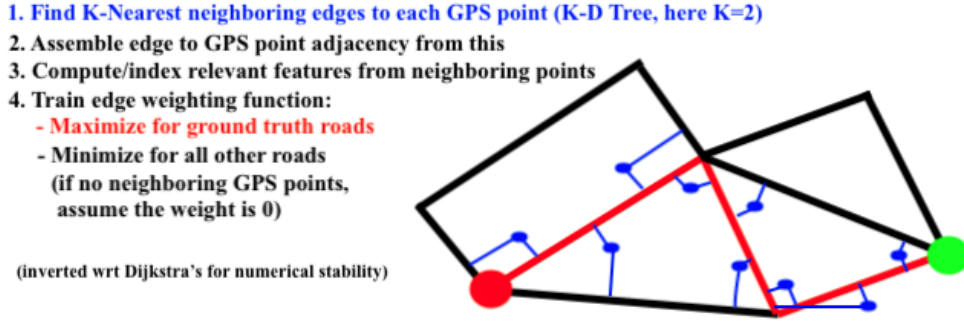 1. Find K-Nearest neighboring edges to each GPS point (K-D Tree, here K=2)
2. Assemble edge to GPS point adjacency from this
3. Compute/index relevant features from neighboring points
4. Train edge weighting function:
- Maximize for ground truth roads
- Minimize for all other roads
(if no neighboring GPS points,
assume the weight is 0)
(inverted wrt Dijkstra's for numerical stability)